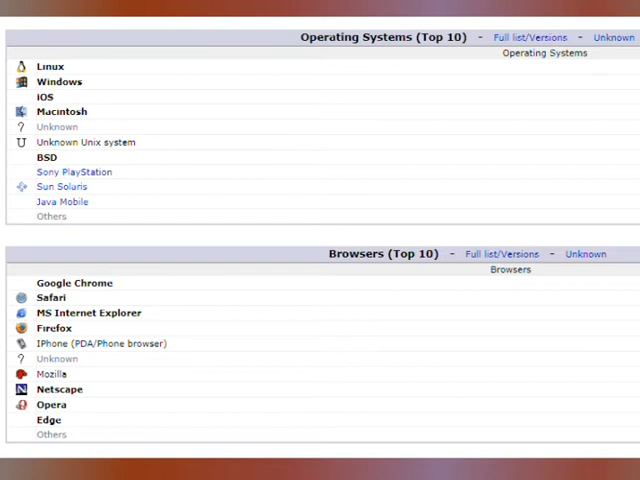 Operating Systems (Top 10) - Full list/Versions - Unknown
Operating Systems
Linux
Windows
iOS
Macintosh
? Unknown
Unknown Unix system
BSD
Sony PlayStation
Sun Solaris
Java Mobile
Others
Browsers (Top 10) - Full list/Versions - Unknown
Browsers
Google Chrome
Safari
MS Internet Explorer
Firefox
IPhone (PDA/Phone browser)
? Unknown
Mozilla
Netscape
Opera
Edge
Others